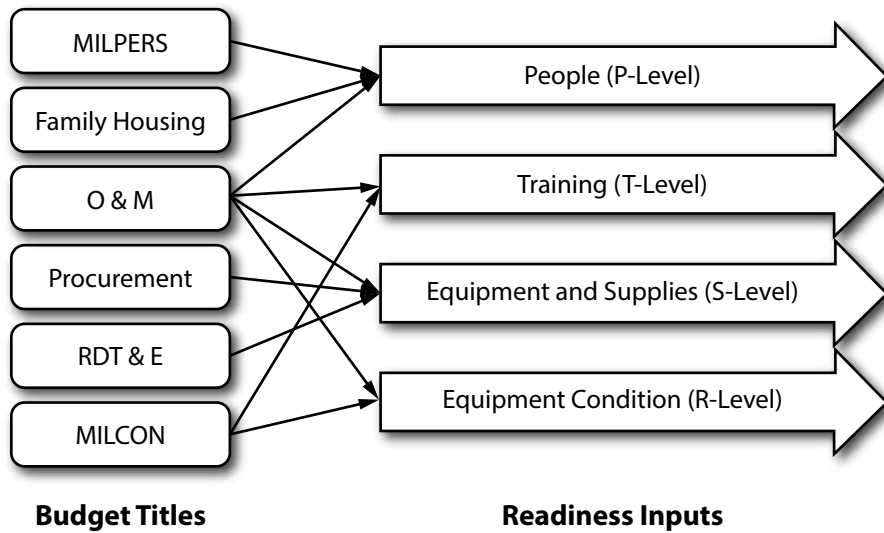 MILPERS
Family Housing
O & M
Procurement
RDT & E
MILCON
People (P-Level)
Training (T-Level)
Equipment and Supplies (S-Level)
Equipment Condition (R-Level)
Budget Titles
Readiness Inputs